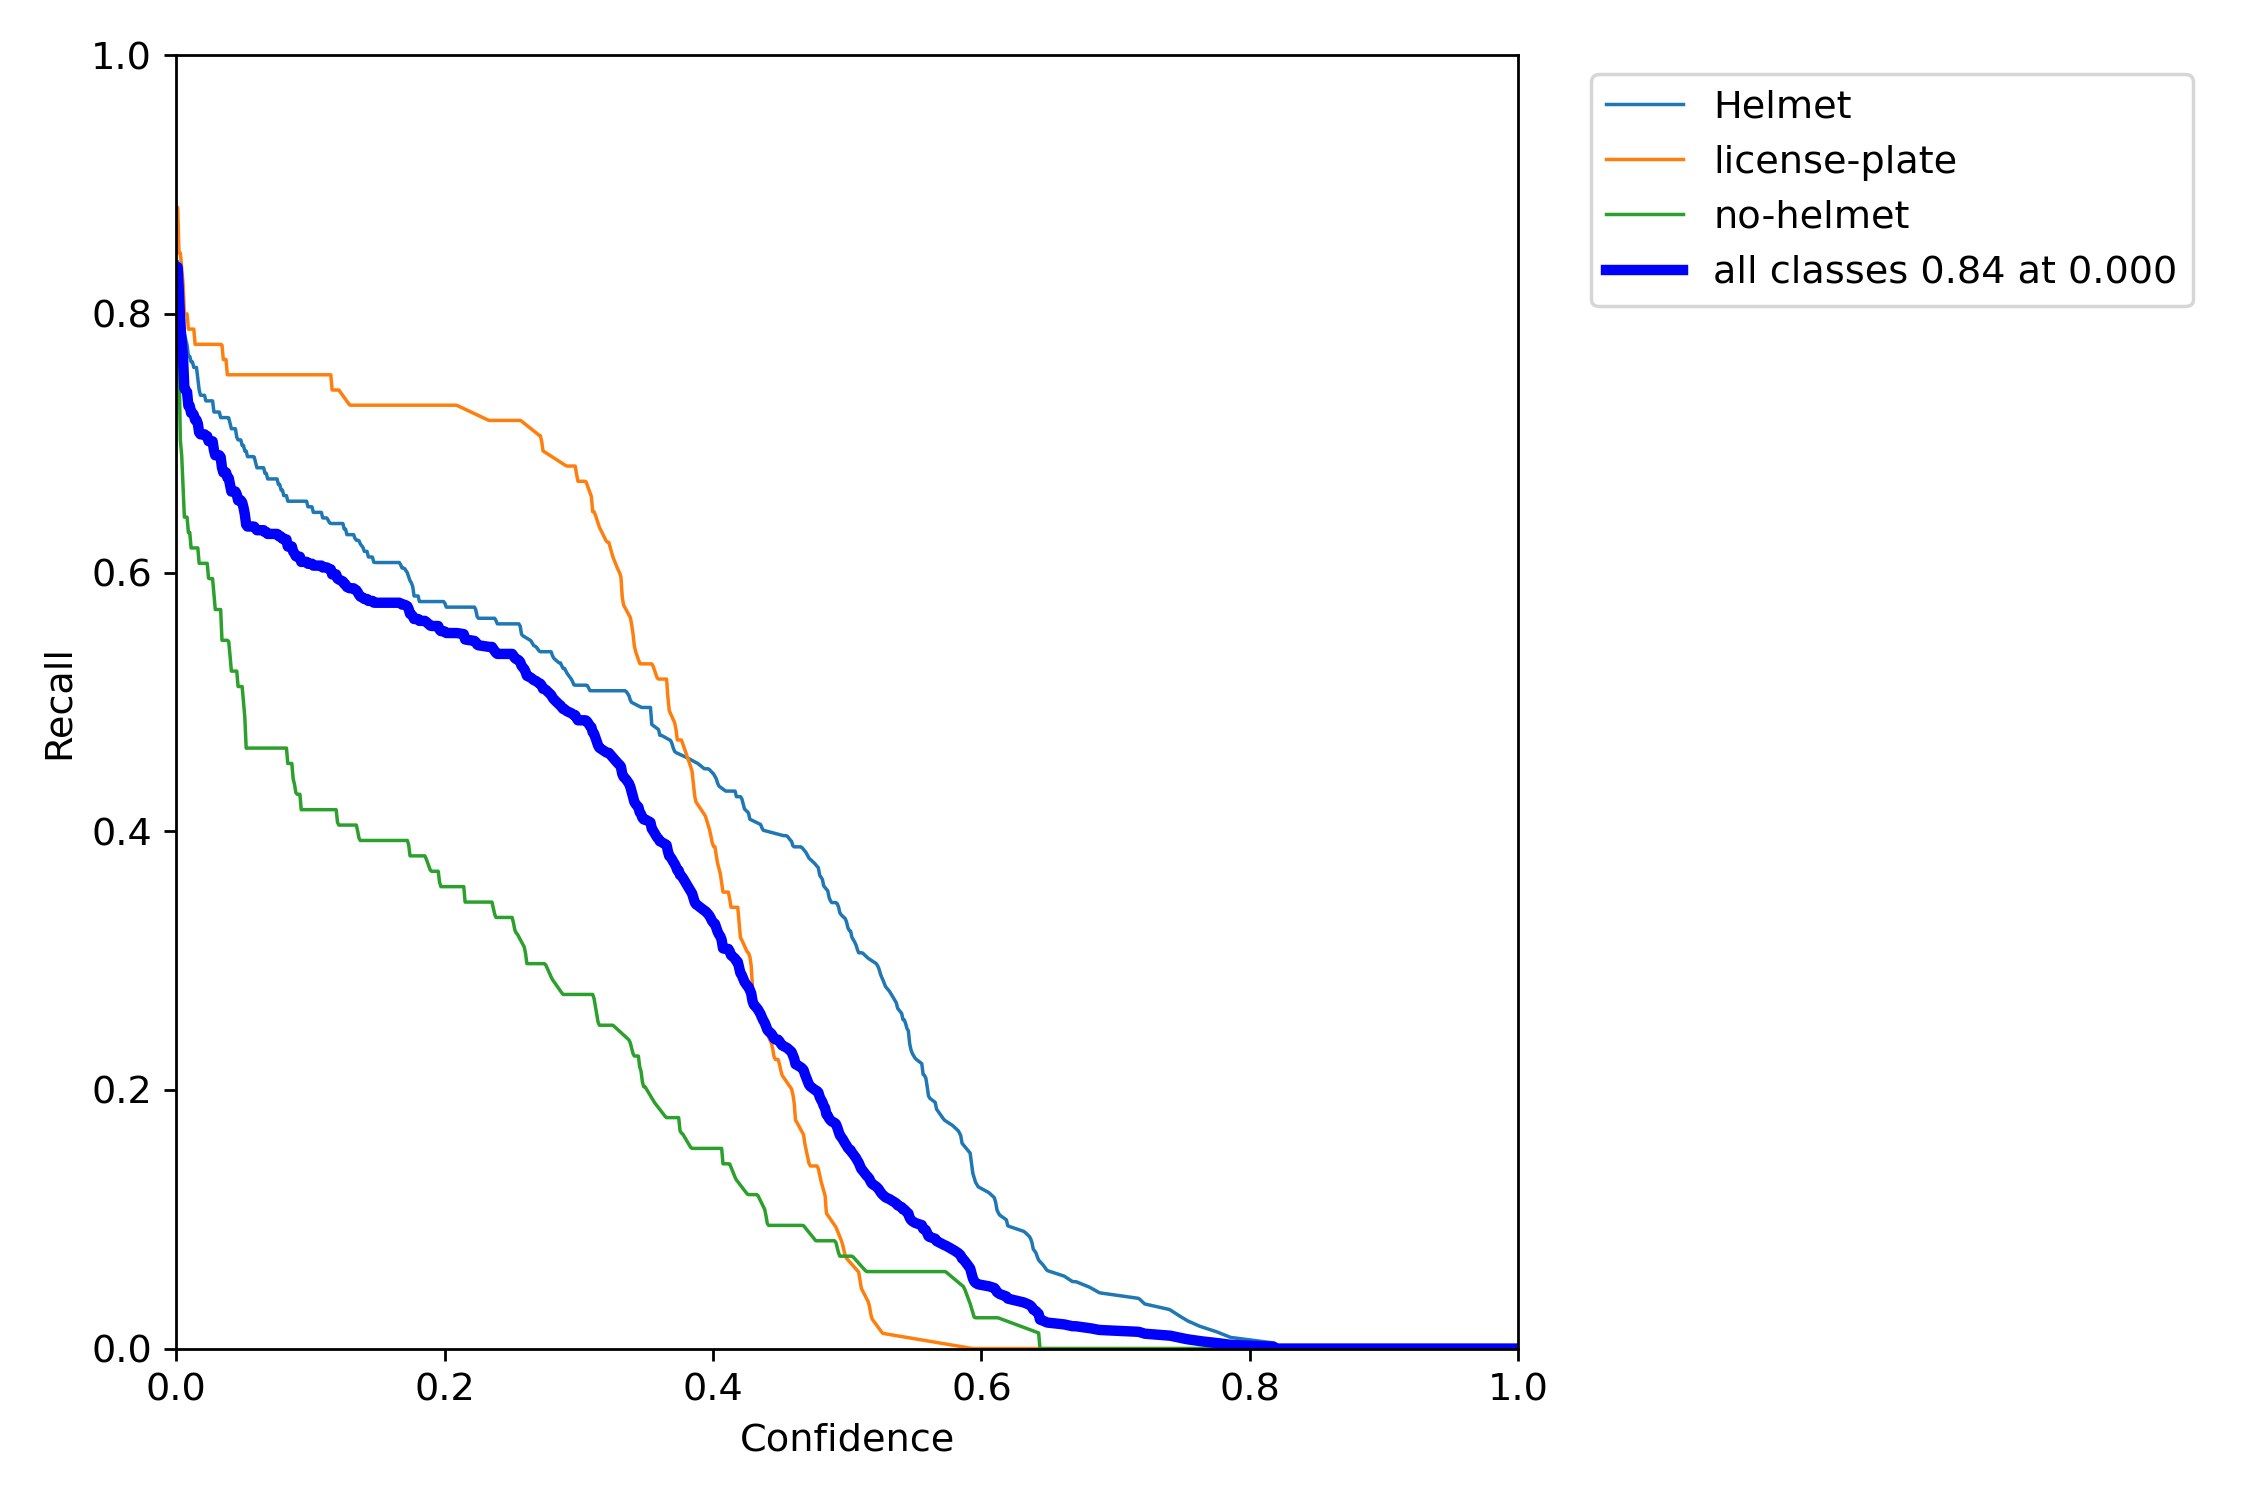 1.0
0.8
0.6
0.4
0.2
0.0
Recall
0.0 0.2 0.4 0.6 0.8 1.0
Confidence
Helmet
license-plate
no-helmet
all classes 0.84 at 0.000